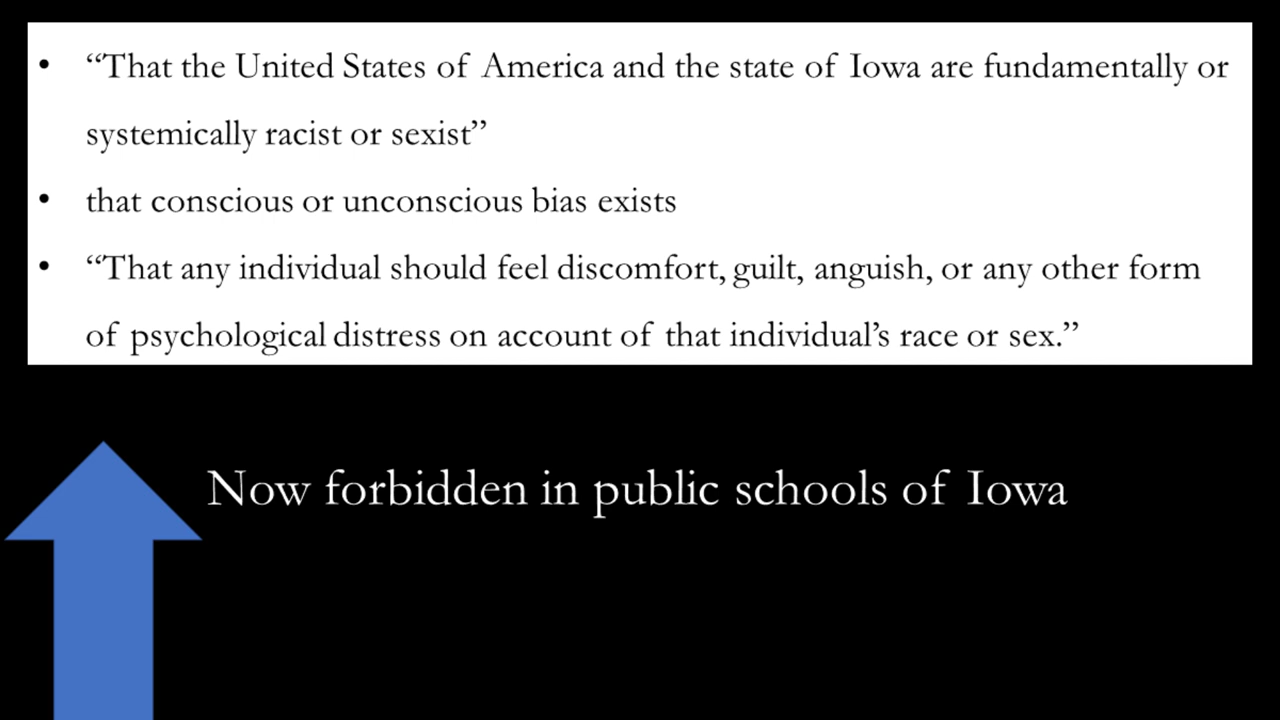 • “That the United States of America and the state of Iowa are fundamentally or
systemically racist or sexist”
• that conscious or unconscious bias exists
• “That any individual should feel discomfort, guilt, anguish, or any other form
of psychological distress on account of that individual’s race or sex.”
Now forbidden in public schools of Iowa